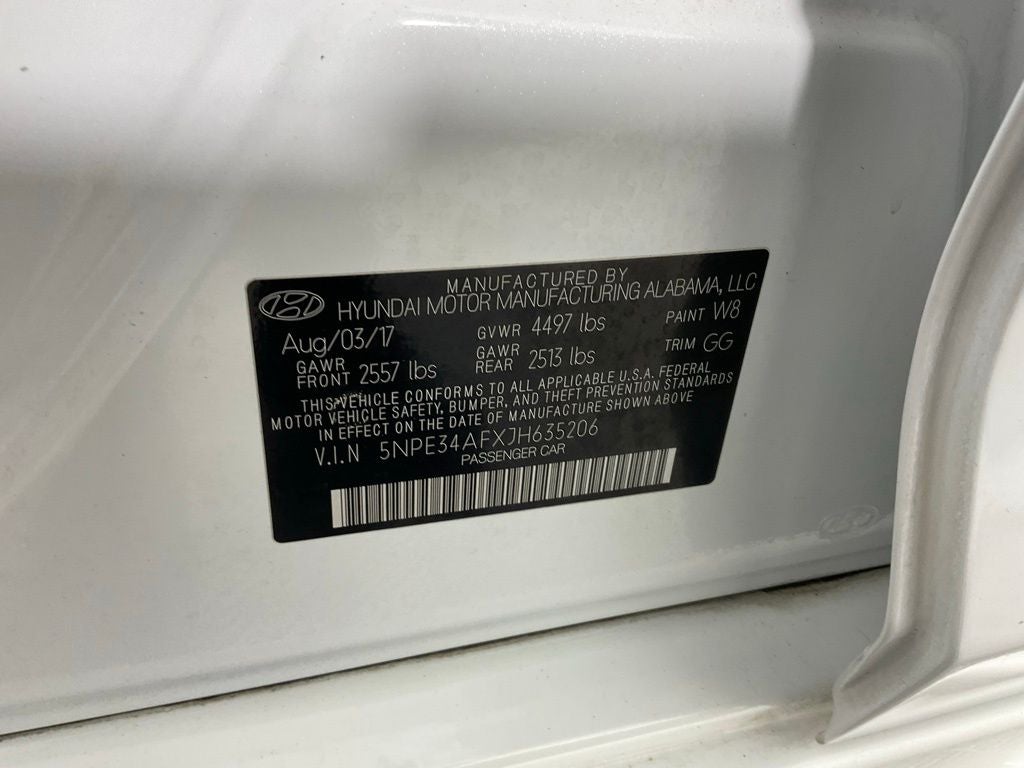 MANUFACTURED BY
HYUNDAI MOTOR MANUFACTURING ALABAMA, LLC
Aug/03/17 GVWR 4497 lbs PAINT W8
GAWR FRONT 2557 lbs GAWR REAR 2513 lbs TRIM GG
THIS VEHICLE CONFORMS TO ALL APPLICABLE U.S.A. FEDERAL
MOTOR VEHICLE SAFETY, BUMPER, AND THEFT PREVENTION STANDARDS
IN EFFECT ON THE DATE OF MANUFACTURE SHOWN ABOVE
V.I.N 5NPE34AFXJH635206
PASSENGER CAR